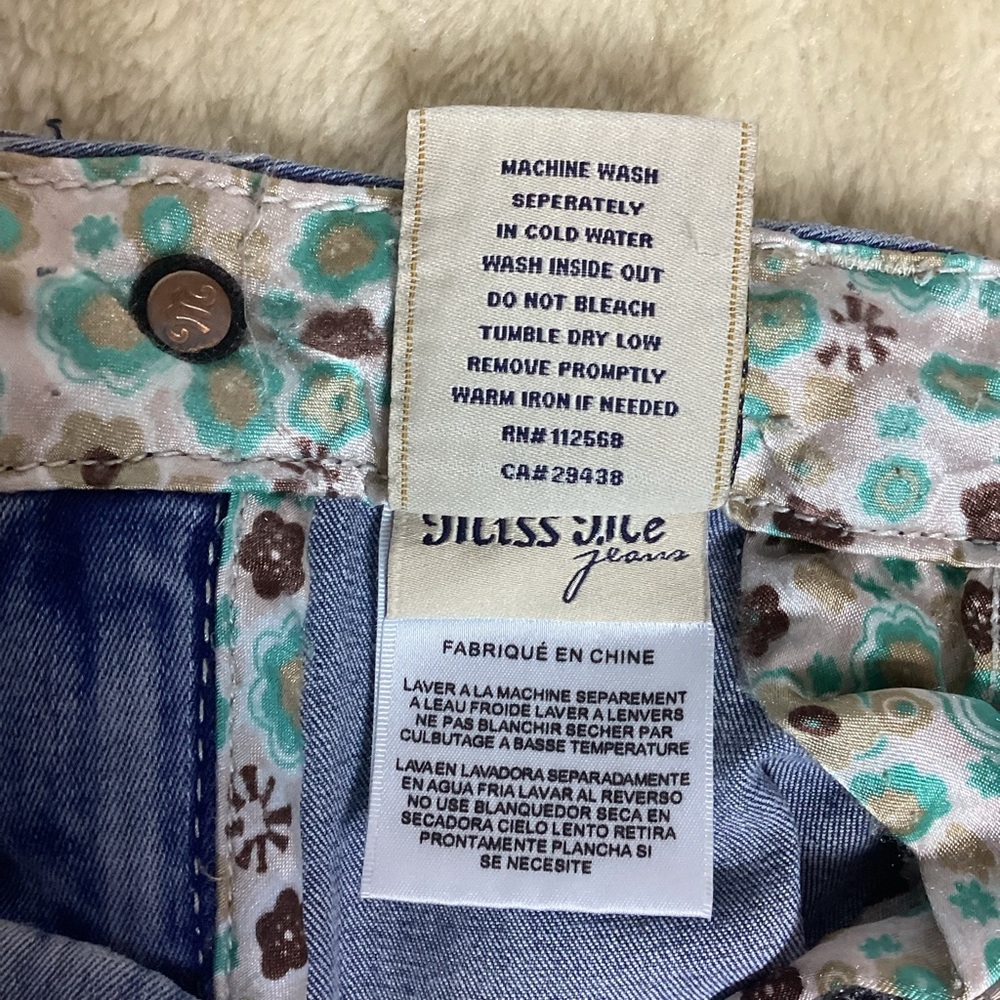 MACHINE WASH
SEPERATELY
IN COLD WATER
WASH INSIDE OUT
DO NOT BLEACH
TUMBLE DRY LOW
REMOVE PROMPTLY
WARM IRON IF NEEDED
RN# 112568
CA# 29438
Miss Me
jeans
FABRIQUÉ EN CHINE
LAVER A LA MACHINE SEPAREMENT
A LEAU FROIDE LAVER A LENVERS
NE PAS BLANCHIR SECHER PAR
CULBUTAGE A BASSE TEMPERATURE
LAVA EN LAVADORA SEPARADAMENTE
EN AGUA FRIA LAVAR AL REVERSO
NO USE BLANQUEDOR SECA EN
SECADORA CIELO LENTO RETIRA
PRONTAMENTE PLANCHA SI
SE NECESITE